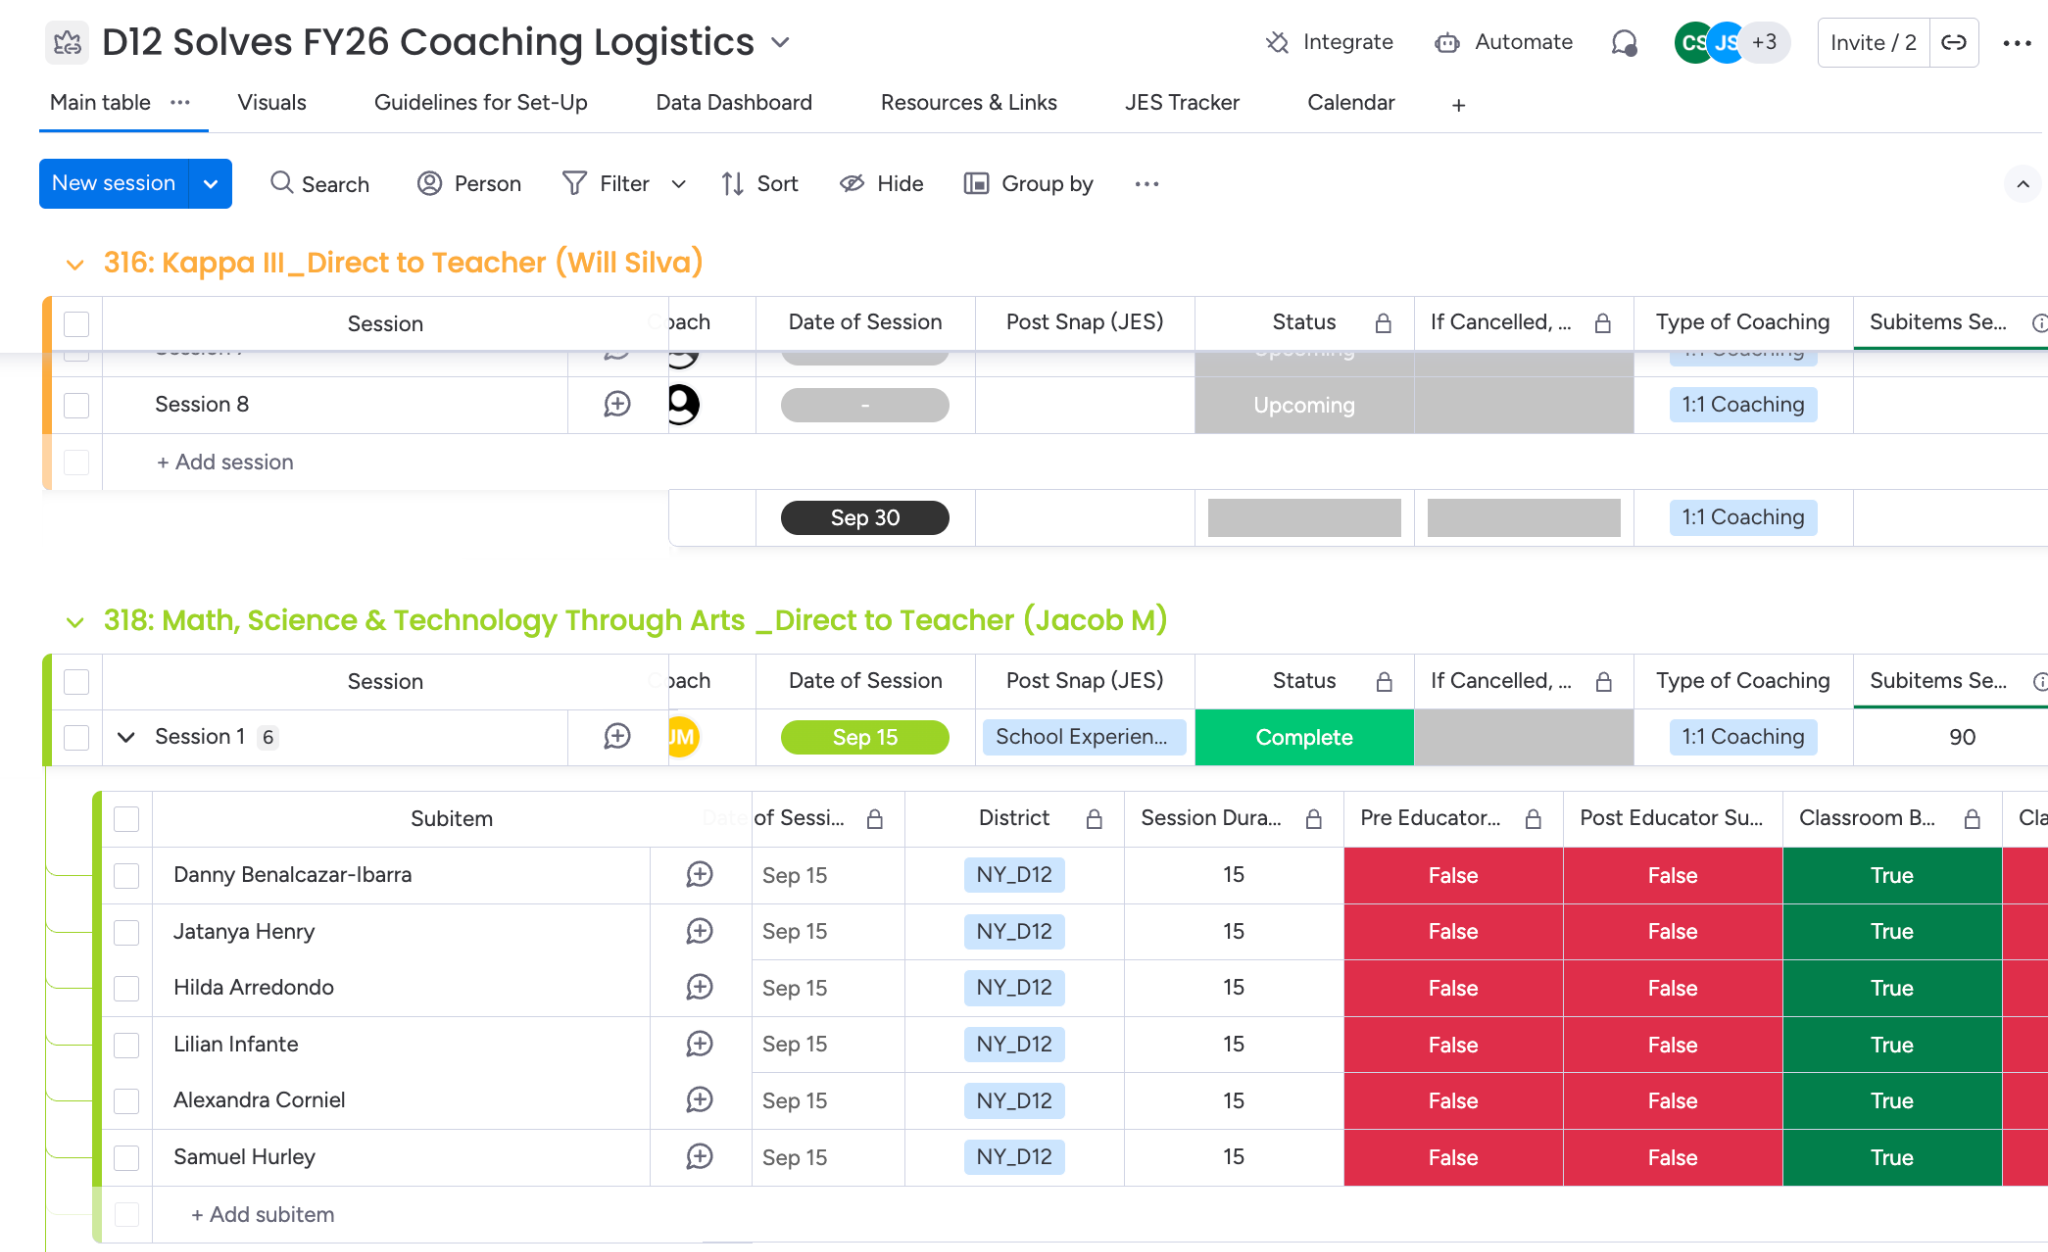 D12 Solves FY26 Coaching Logistics
Integrate
Automate
CS JS +3
Invite / 2
Main table
Visuals
Guidelines for Set-Up
Data Dashboard
Resources & Links
JES Tracker
Calendar
+
New session
Search
Person
Filter
Sort
Hide
Group by
316: Kappa III_Direct to Teacher (Will Silva)
Session oach Date of Session Post Snap (JES) Status If Cancelled, ... Type of Coaching Subitems Se...
Session 8 - Upcoming 1:1 Coaching
+ Add session
Sep 30 1:1 Coaching
318: Math, Science & Technology Through Arts _Direct to Teacher (Jacob M)
Session oach Date of Session Post Snap (JES) Status If Cancelled, ... Type of Coaching Subitems Se...
Session 1 6 JM Sep 15 School Experien... Complete 1:1 Coaching 90
Subitem Date of Sessi... District Session Dura... Pre Educator... Post Educator Su... Classroom B... Cla
Danny Benalcazar-Ibarra Sep 15 NY_D12 15 False False True
Jatanya Henry Sep 15 NY_D12 15 False False True
Hilda Arredondo Sep 15 NY_D12 15 False False True
Lilian Infante Sep 15 NY_D12 15 False False True
Alexandra Corniel Sep 15 NY_D12 15 False False True
Samuel Hurley Sep 15 NY_D12 15 False False True
+ Add subitem